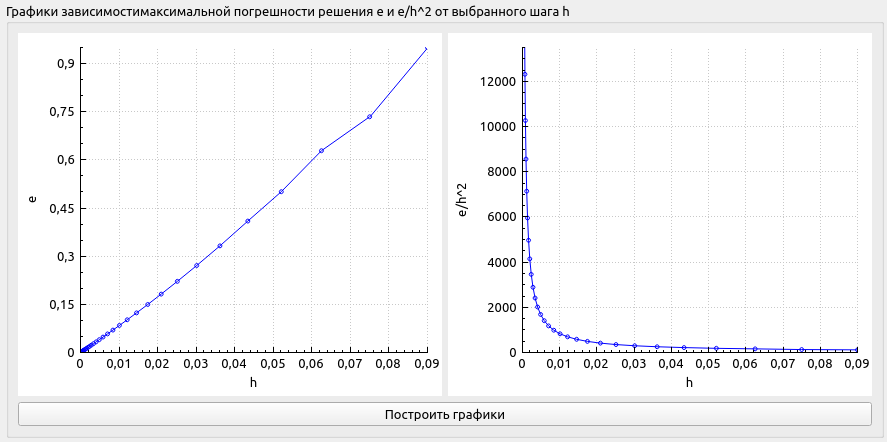 Графики зависимостимаксимальной погрешности решения e и e/h^2 от выбранного шага h
0,9
0,75
0,6
0,45
0,3
0,15
0
e
0 0,01 0,02 0,03 0,04 0,05 0,06 0,07 0,08 0,09
h
12000
10000
8000
6000
4000
2000
0
e/h^2
0 0,01 0,02 0,03 0,04 0,05 0,06 0,07 0,08 0,09
h
Построить графики